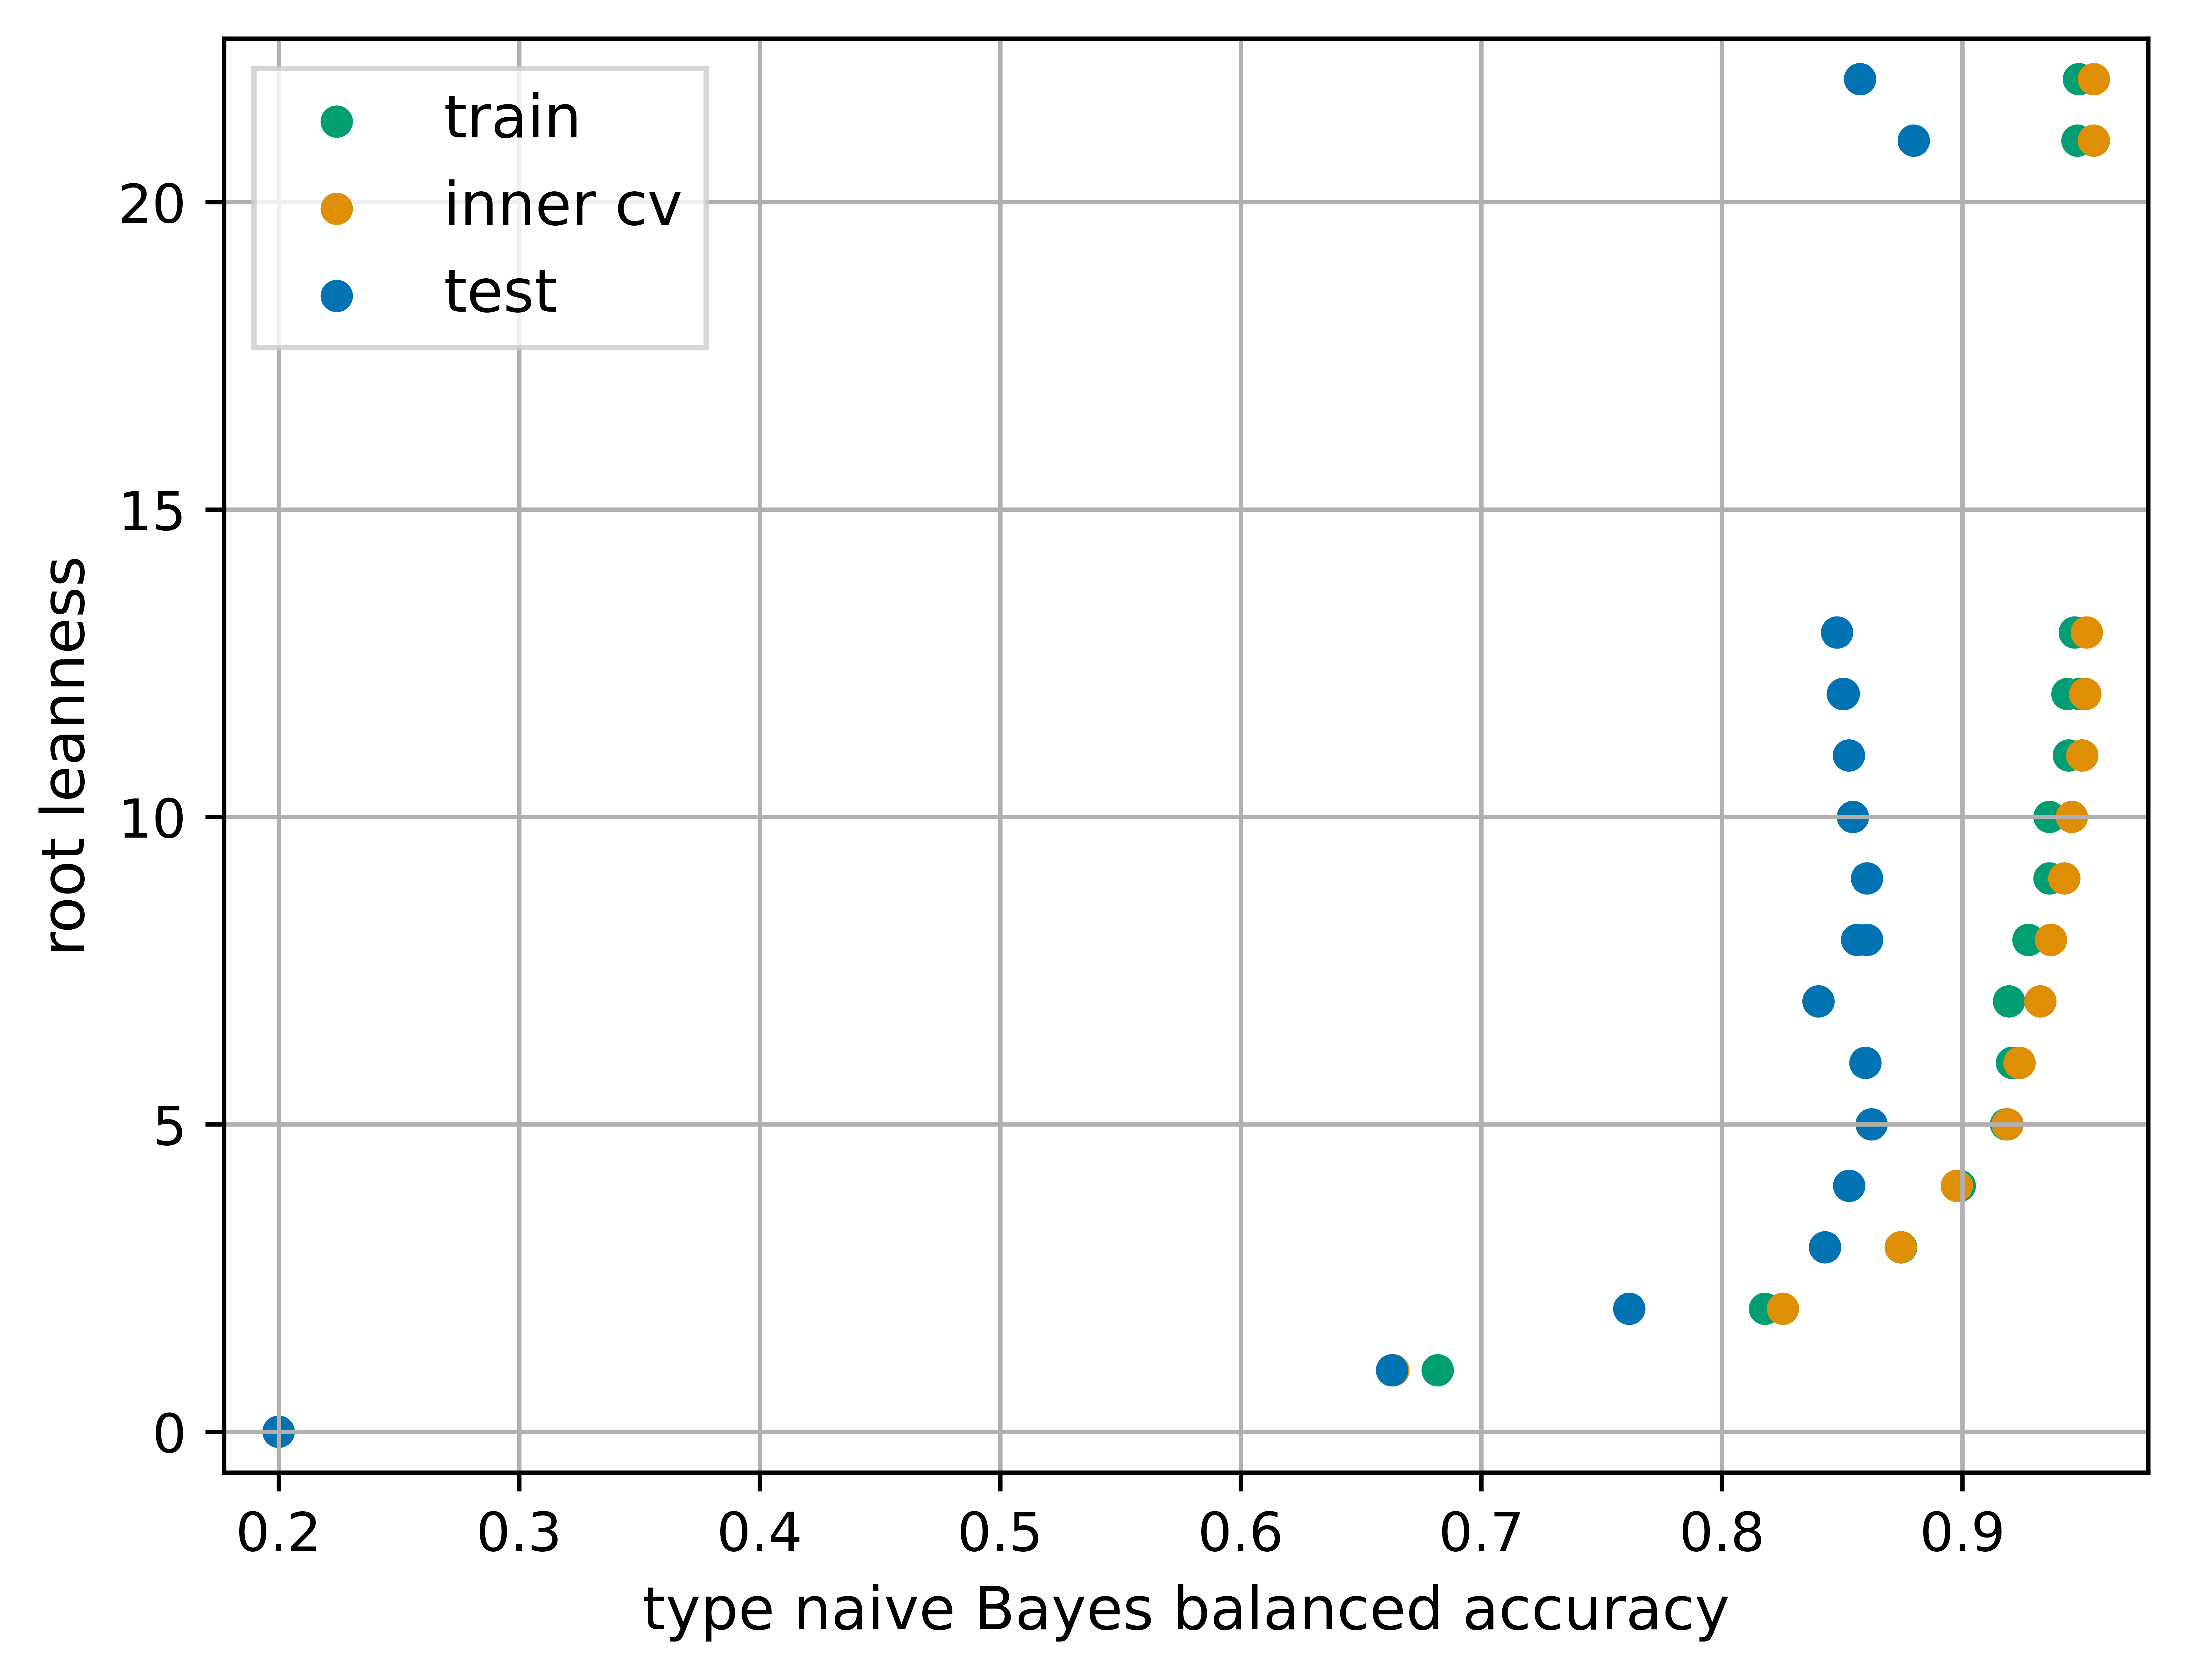 train
inner cv
test
20
15
10
5
0
root leanness
0.2 0.3 0.4 0.5 0.6 0.7 0.8 0.9
type naive Bayes balanced accuracy